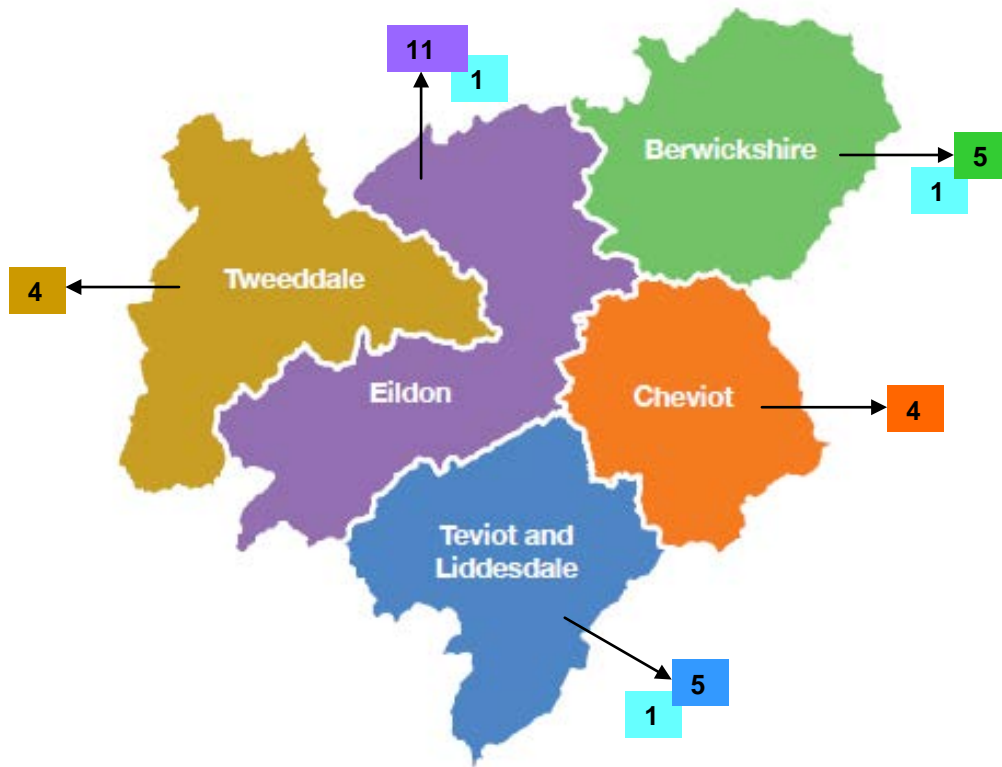 11
1
Berwickshire
5
1
Tweeddale
4
Eildon
Cheviot
4
Teviot and
Liddesdale
5
1